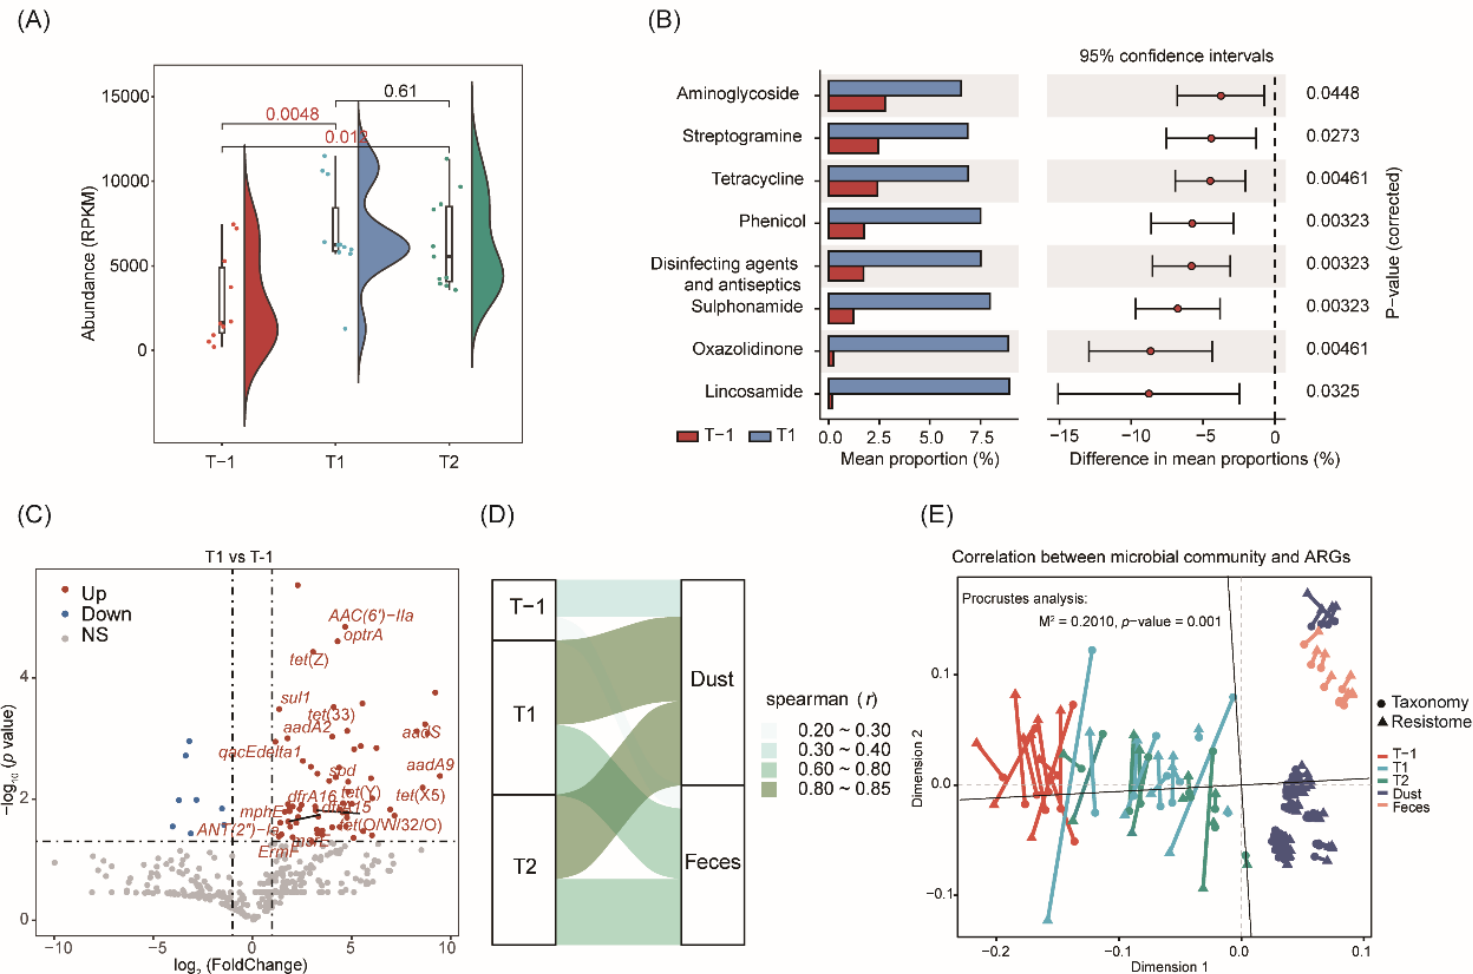 (A)
15000
10000
5000
0
Abundance (RPKM)
0.61
0.0048
0.012
T−1
T1
T2
(B)
95% confidence intervals
Aminoglycoside
0.0448
Streptogramine
0.0273
Tetracycline
0.00461
Phenicol
0.00323
Disinfecting agents
and antiseptics
0.00323
Sulphonamide
0.00323
Oxazolidinone
0.00461
Lincosamide
0.0325
P-value (corrected)
T−1
T1
0.0
2.5
5.0
7.5
Mean proportion (%)
−15
−10
−5
0
Difference in mean proportions (%)
(C)
T1 vs T-1
Up
Down
NS
AAC(6')−IIa
optrA
tet(Z)
sul1
tet(33)
aadA2
aadS
qacEdelta1
spd
aadA9
dfrA16
tet(Y)
tet(X5)
mphE
dfrA15
ANT(2")−Ia
tet(O/W/32/O)
msrE
ErmF
4
2
0
−log₁₀ (p value)
−10
−5
0
5
10
log₂ (FoldChange)
(D)
T−1
T1
T2
Dust
Feces
spearman (r)
0.20 ~ 0.30
0.30 ~ 0.40
0.60 ~ 0.80
0.80 ~ 0.85
(E)
Correlation between microbial community and ARGs
Procrustes analysis:
M² = 0.2010, p−value = 0.001
0.1
0.0
−0.1
Dimension 2
−0.2
−0.1
0.0
0.1
Dimension 1
Taxonomy
Resistome
T−1
T1
T2
Dust
Feces